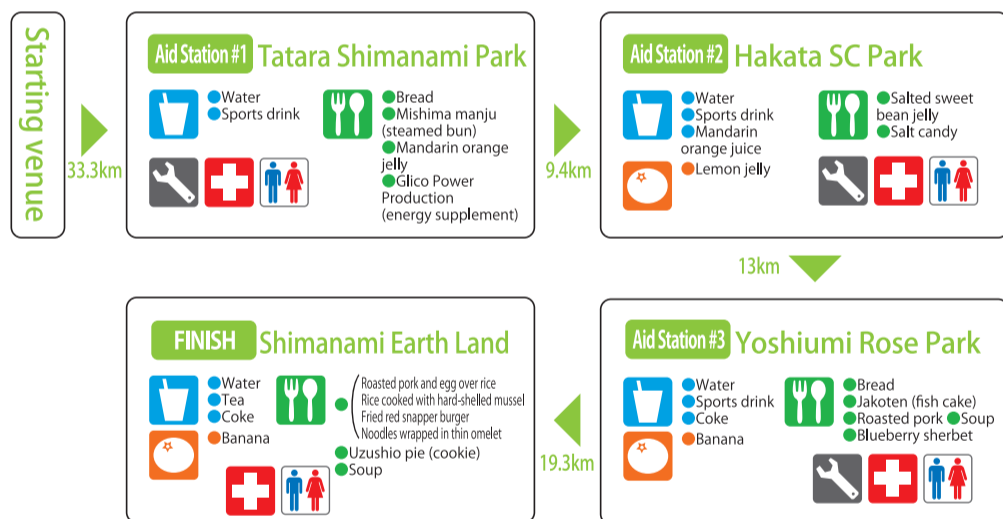 Starting venue
33.3km
Aid Station #1 Tatara Shimanami Park
Water
Sports drink
Bread
Mishima manju
(steamed bun)
Mandarin orange
jelly
Glico Power
Production
(energy supplement)
9.4km
Aid Station #2 Hakata SC Park
Water
Sports drink
Mandarin
orange juice
Lemon jelly
Salted sweet
bean jelly
Salt candy
13km
Aid Station #3 Yoshiumi Rose Park
Water
Sports drink
Coke
Banana
Bread
Jakoten (fish cake)
Roasted pork Soup
Blueberry sherbet
19.3km
FINISH Shimanami Earth Land
Water
Tea
Coke
Banana
Roasted pork and egg over rice
Rice cooked with hard-shelled mussel
Fried red snapper burger
Noodles wrapped in thin omelet
Uzushio pie (cookie)
Soup